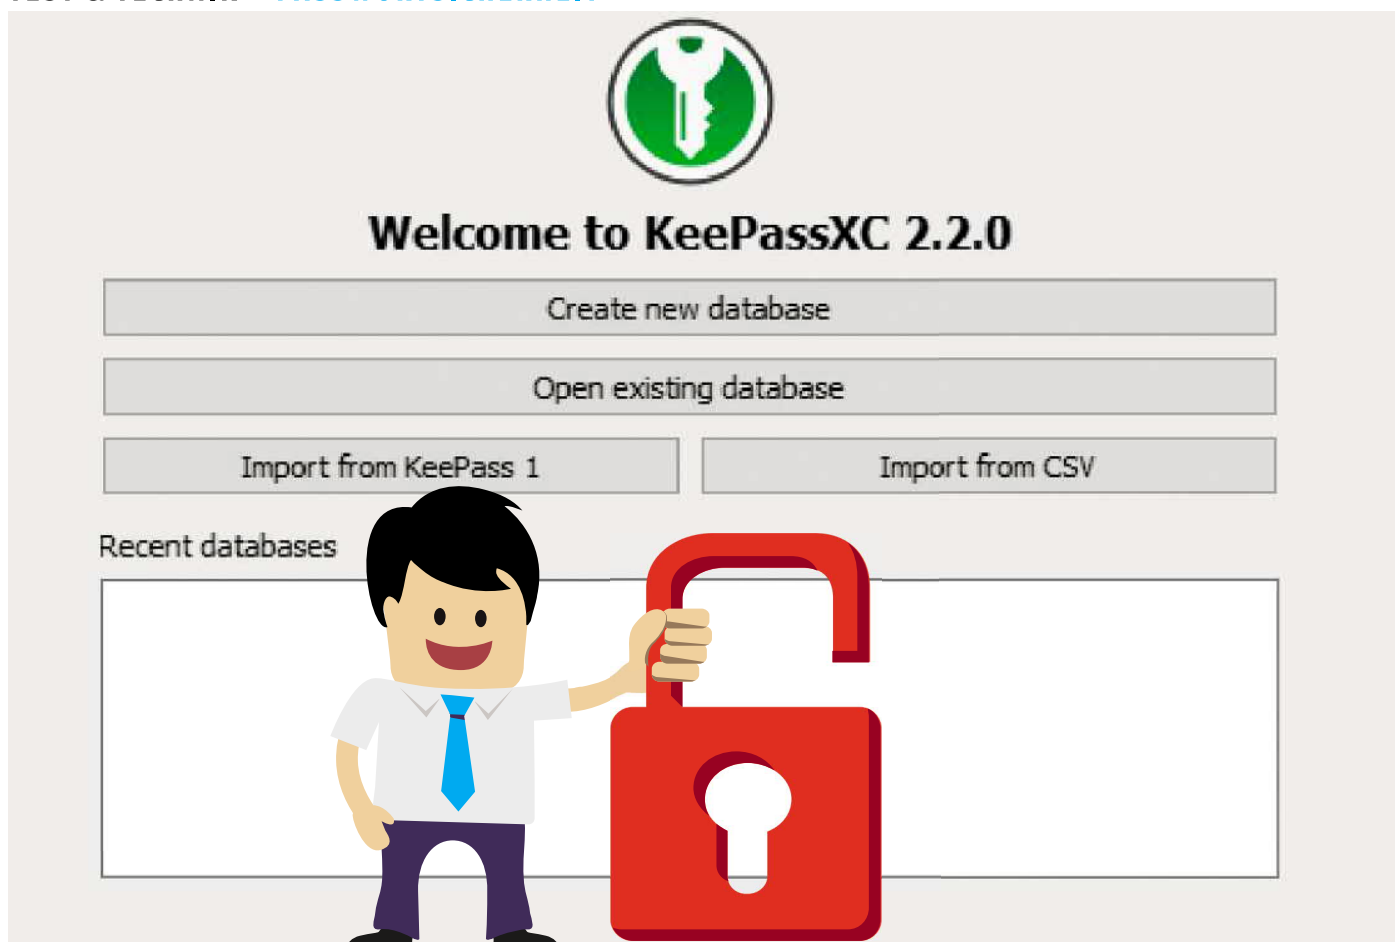 Welcome to KeePassXC 2.2.0
Create new database
Open existing database
Import from KeePass 1
Import from CSV
Recent databases